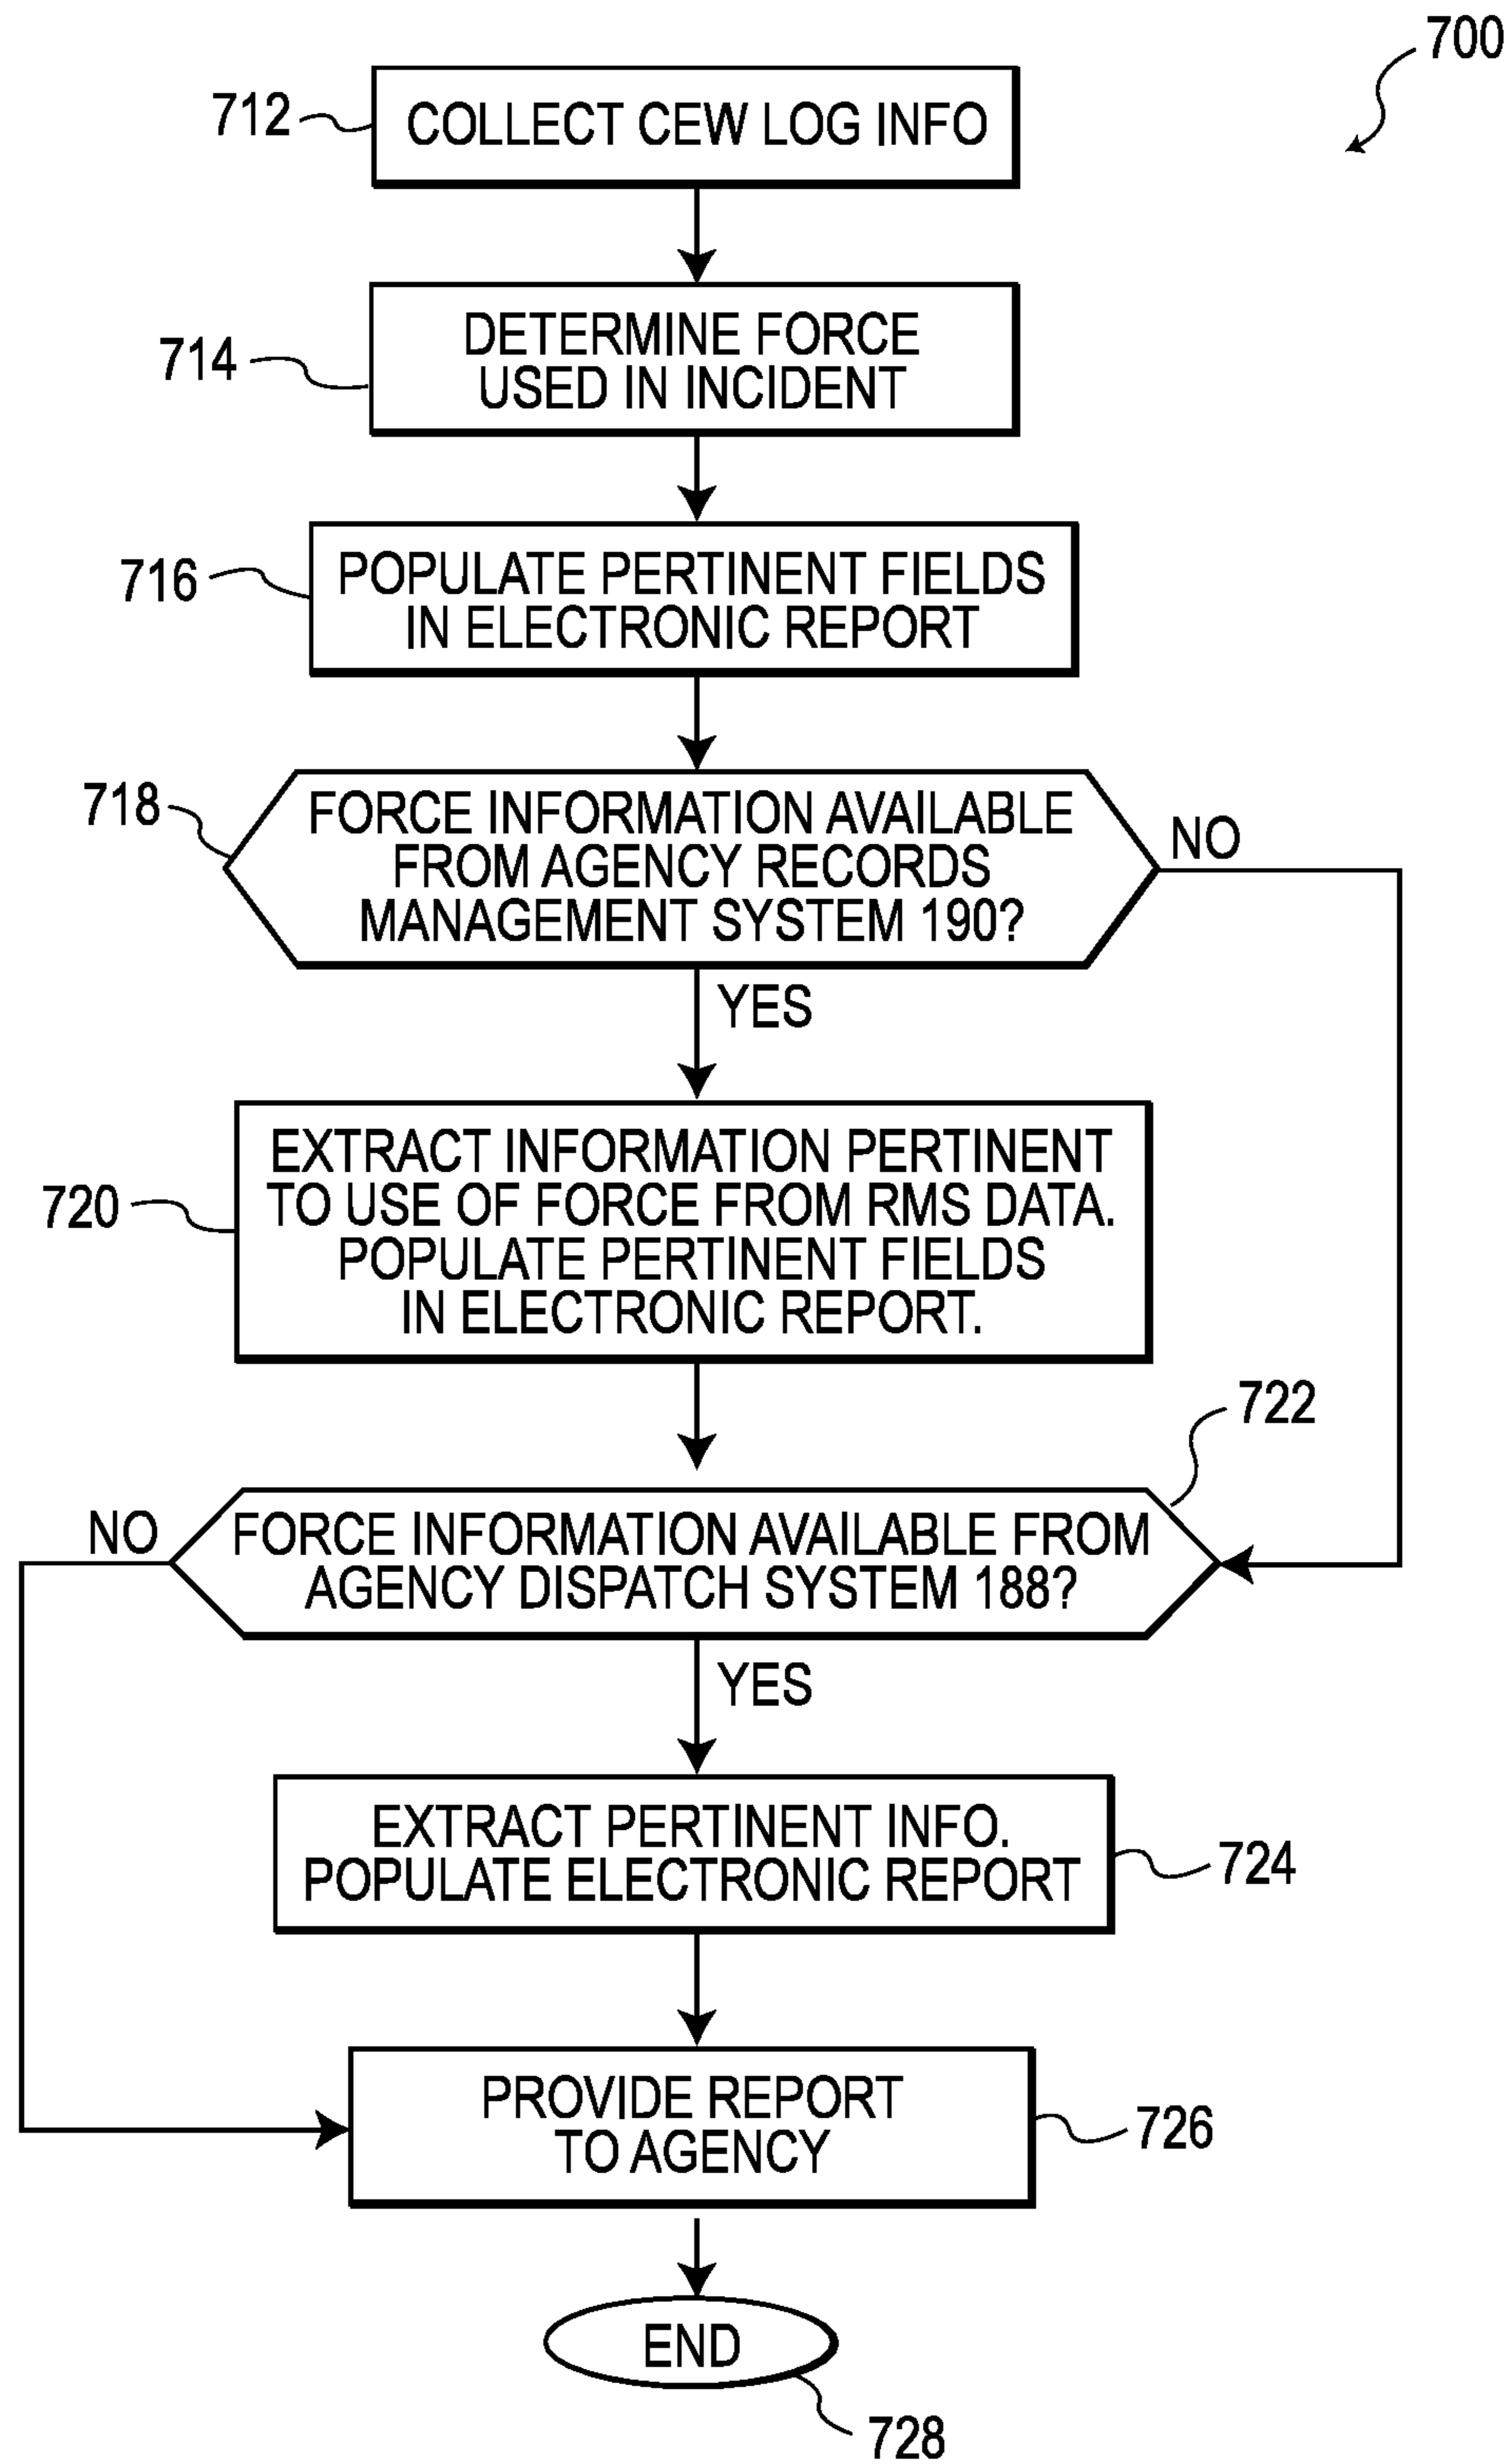 700
712
COLLECT CEW LOG INFO
714
DETERMINE FORCE
USED IN INCIDENT
716
POPULATE PERTINENT FIELDS
IN ELECTRONIC REPORT
718
FORCE INFORMATION AVAILABLE
FROM AGENCY RECORDS
MANAGEMENT SYSTEM 190?
NO
YES
720
EXTRACT INFORMATION PERTINENT
TO USE OF FORCE FROM RMS DATA.
POPULATE PERTINENT FIELDS
IN ELECTRONIC REPORT.
722
NO
FORCE INFORMATION AVAILABLE FROM
AGENCY DISPATCH SYSTEM 188?
YES
EXTRACT PERTINENT INFO.
POPULATE ELECTRONIC REPORT
724
PROVIDE REPORT
TO AGENCY
726
END
728